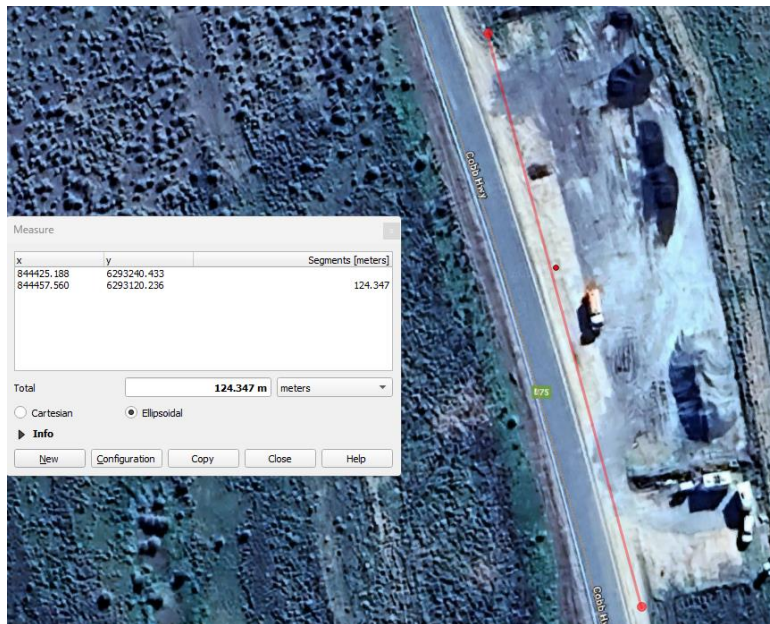 Cobb Hwy
Measure
x y Segments [meters]
844425.188 6293240.433
844457.560 6293120.236 124.347
Total 124.347 m meters
Cartesian Ellipsoidal
Info
New Configuration Copy Close Help
B75
Cobb H